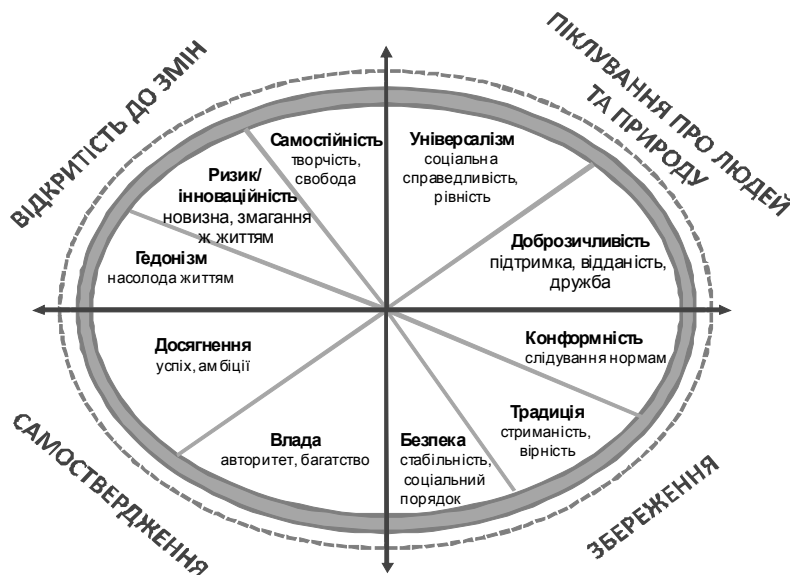 ВІДКРИТІСТЬ ДО ЗМІН
ПІКЛУВАННЯ ПРО ЛЮДЕЙ
ТА ПРИРОДУ
Самостійність
творчість,
свобода
Універсалізм
соціальна
справедливість,
рівність
Ризик/
інноваційність
новизна, змагання
ж життям
Гедонізм
насолода життям
Доброзичливість
підтримка, відданість,
дружба
Досягнення
успіх, амбіції
Конформність
слідування нормам
Влада
авторитет, багатство
Безпека
стабільність,
соціальний
порядок
Традиція
стриманість,
вірність
САМОСТВЕРДЖЕННЯ
ЗБЕРЕЖЕННЯ